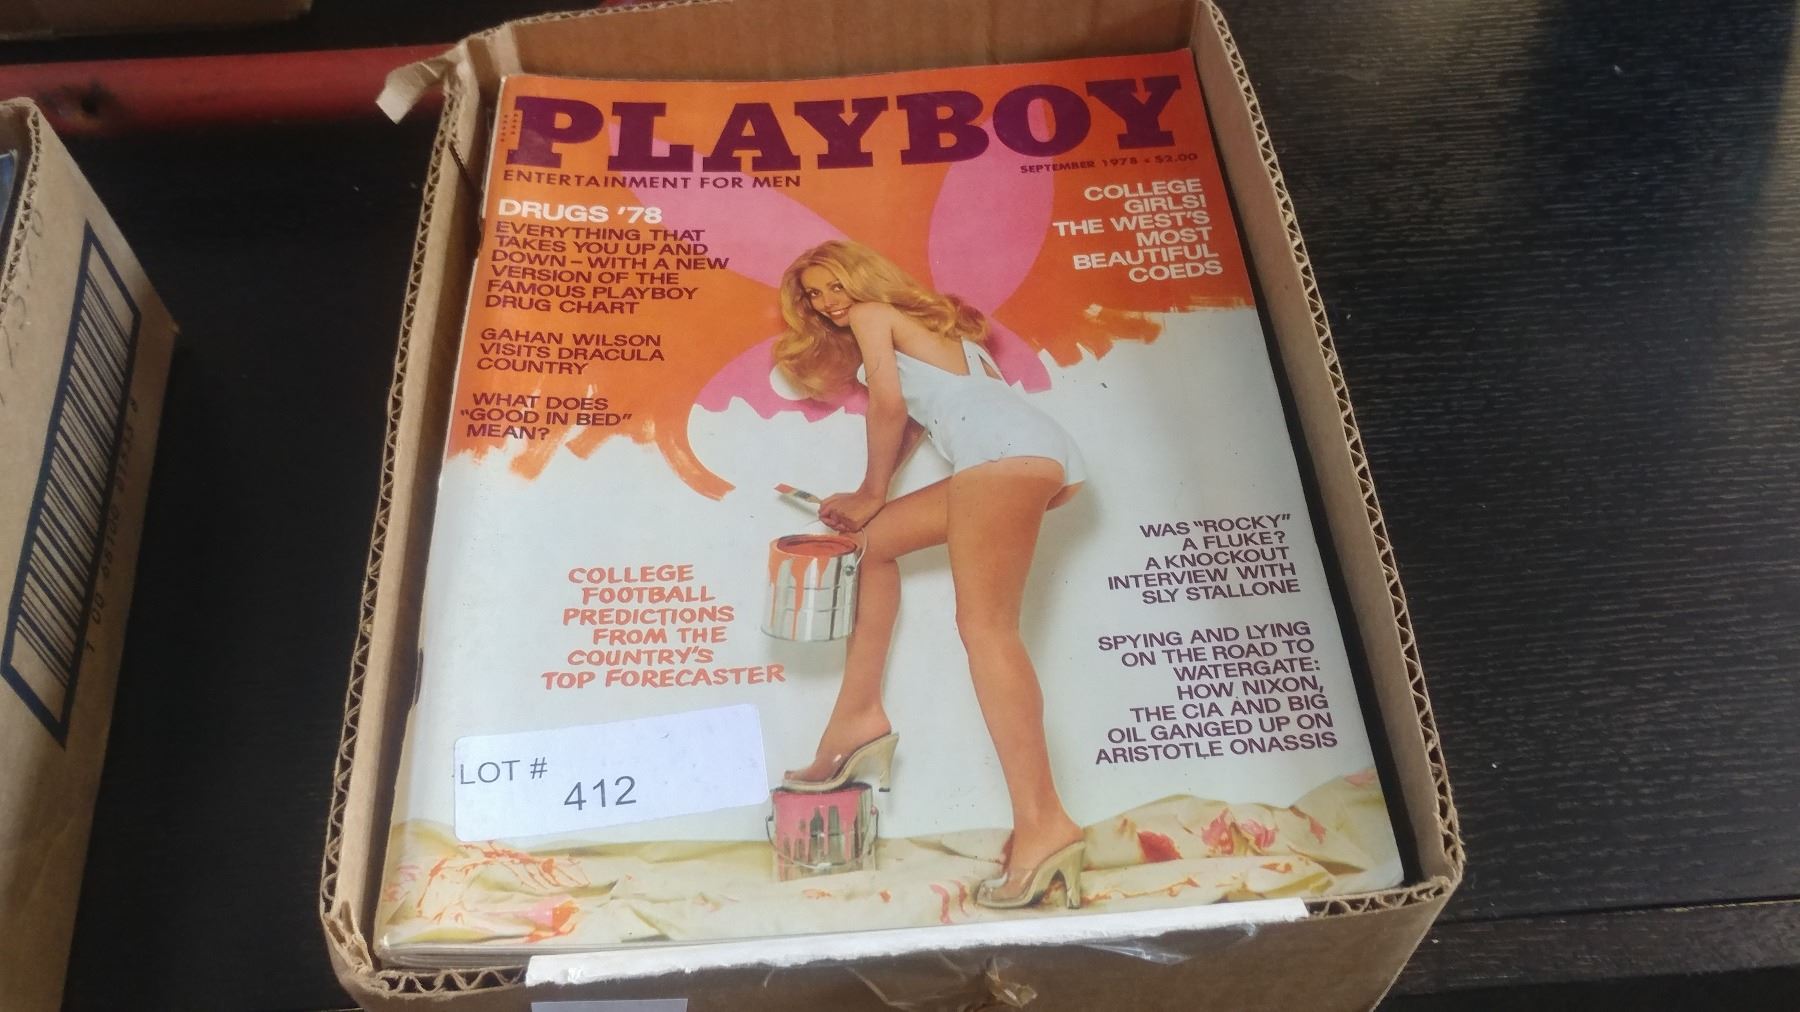 PLAYBOY
ENTERTAINMENT FOR MEN
SEPTEMBER 1978 • $2.00
DRUGS '78
EVERYTHING THAT
TAKES YOU UP AND
DOWN – WITH A NEW
VERSION OF THE
FAMOUS PLAYBOY
DRUG CHART
GAHAN WILSON
VISITS DRACULA
COUNTRY
WHAT DOES
"GOOD IN BED"
MEAN?
COLLEGE
GIRLS!
THE WEST'S
MOST
BEAUTIFUL
COEDS
COLLEGE
FOOTBALL
PREDICTIONS
FROM THE
COUNTRY'S
TOP FORECASTER
WAS "ROCKY"
A FLUKE?
A KNOCKOUT
INTERVIEW WITH
SLY STALLONE
SPYING AND LYING
ON THE ROAD TO
WATERGATE:
HOW NIXON,
THE CIA AND BIG
OIL GANGED UP ON
ARISTOTLE ONASSIS
LOT #
412